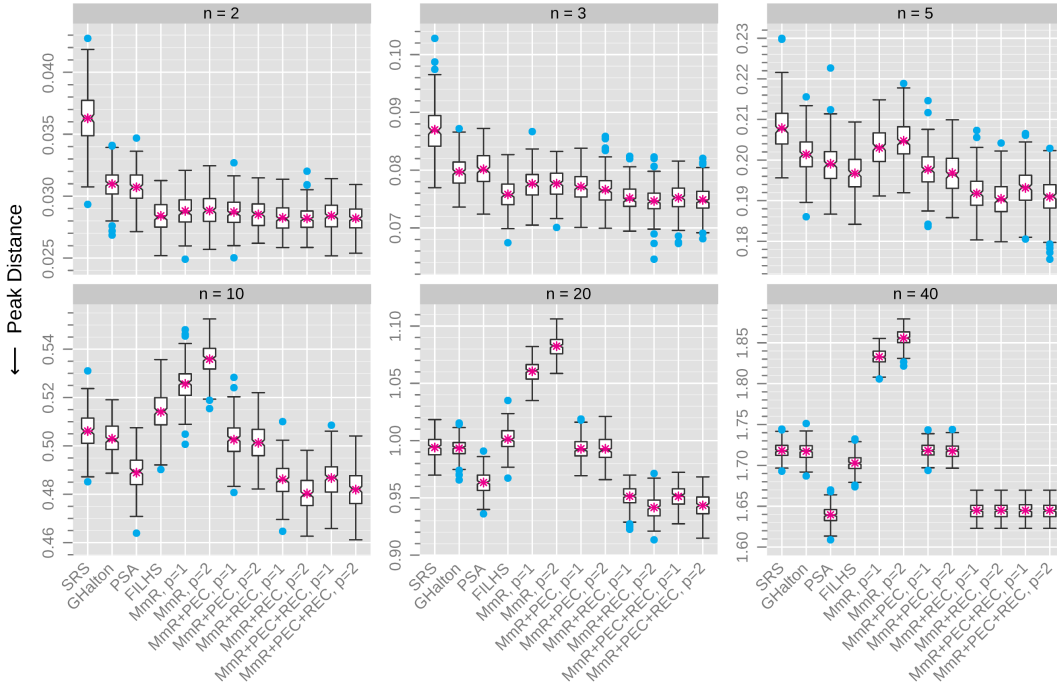 n = 2
n = 3
n = 5
0.040
0.035
0.030
0.025
0.10
0.09
0.08
0.07
0.23
0.22
0.21
0.20
0.19
0.18
← Peak Distance
n = 10
n = 20
n = 40
0.54
0.52
0.50
0.48
0.46
1.10
1.05
1.00
0.95
0.90
1.85
1.80
1.75
1.70
1.65
1.60
SRS
GHalton
PSA
FILHS
MmR, p=1
MmR, p=2
MmR+PEC, p=1
MmR+PEC, p=2
MmR+REC, p=1
MmR+REC, p=2
MmR+PEC+REC, p=1
MmR+PEC+REC, p=2
SRS
GHalton
PSA
FILHS
MmR, p=1
MmR, p=2
MmR+PEC, p=1
MmR+PEC, p=2
MmR+REC, p=1
MmR+REC, p=2
MmR+PEC+REC, p=1
MmR+PEC+REC, p=2
SRS
GHalton
PSA
FILHS
MmR, p=1
MmR, p=2
MmR+PEC, p=1
MmR+PEC, p=2
MmR+REC, p=1
MmR+REC, p=2
MmR+PEC+REC, p=1
MmR+PEC+REC, p=2